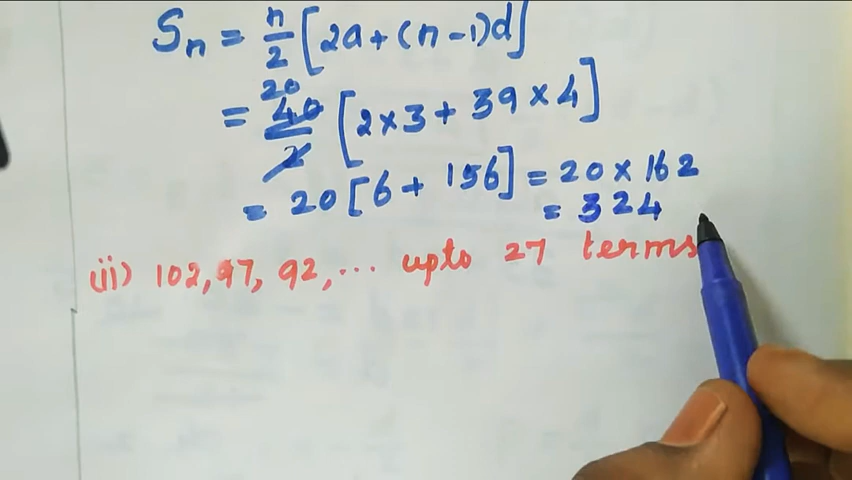 Sn = n/2 [2a + (n - 1)d]
= 20 40/2 [2 × 3 + 39 × 4]
= 20 [6 + 156] = 20 × 162
= 324
(ii) 102, 97, 92, ... upto 27 terms